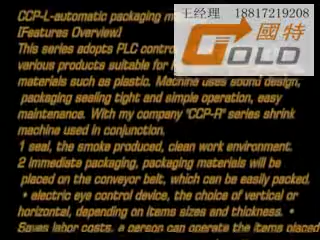 CCP-L-automatic packaging m
王经理 18817219208
[Features Overview]
國特
GOLD
This series adopts PLC contro
various products suitable for
materials such as plastic. Machine uses sound design,
packaging sealing tight and simple operation, easy
maintenance. With my company "CCP-R" series shrink
machine used in conjunction.
1 seal, the smoke produced, clean work environment.
2 Immediate packaging, packaging materials will be
placed on the conveyor belt, which can be easily packed.
• electric eye control device, the choice of vertical or
horizontal, depending on items sizes and thickness. •
Saves labor costs, a person can operate the items placed